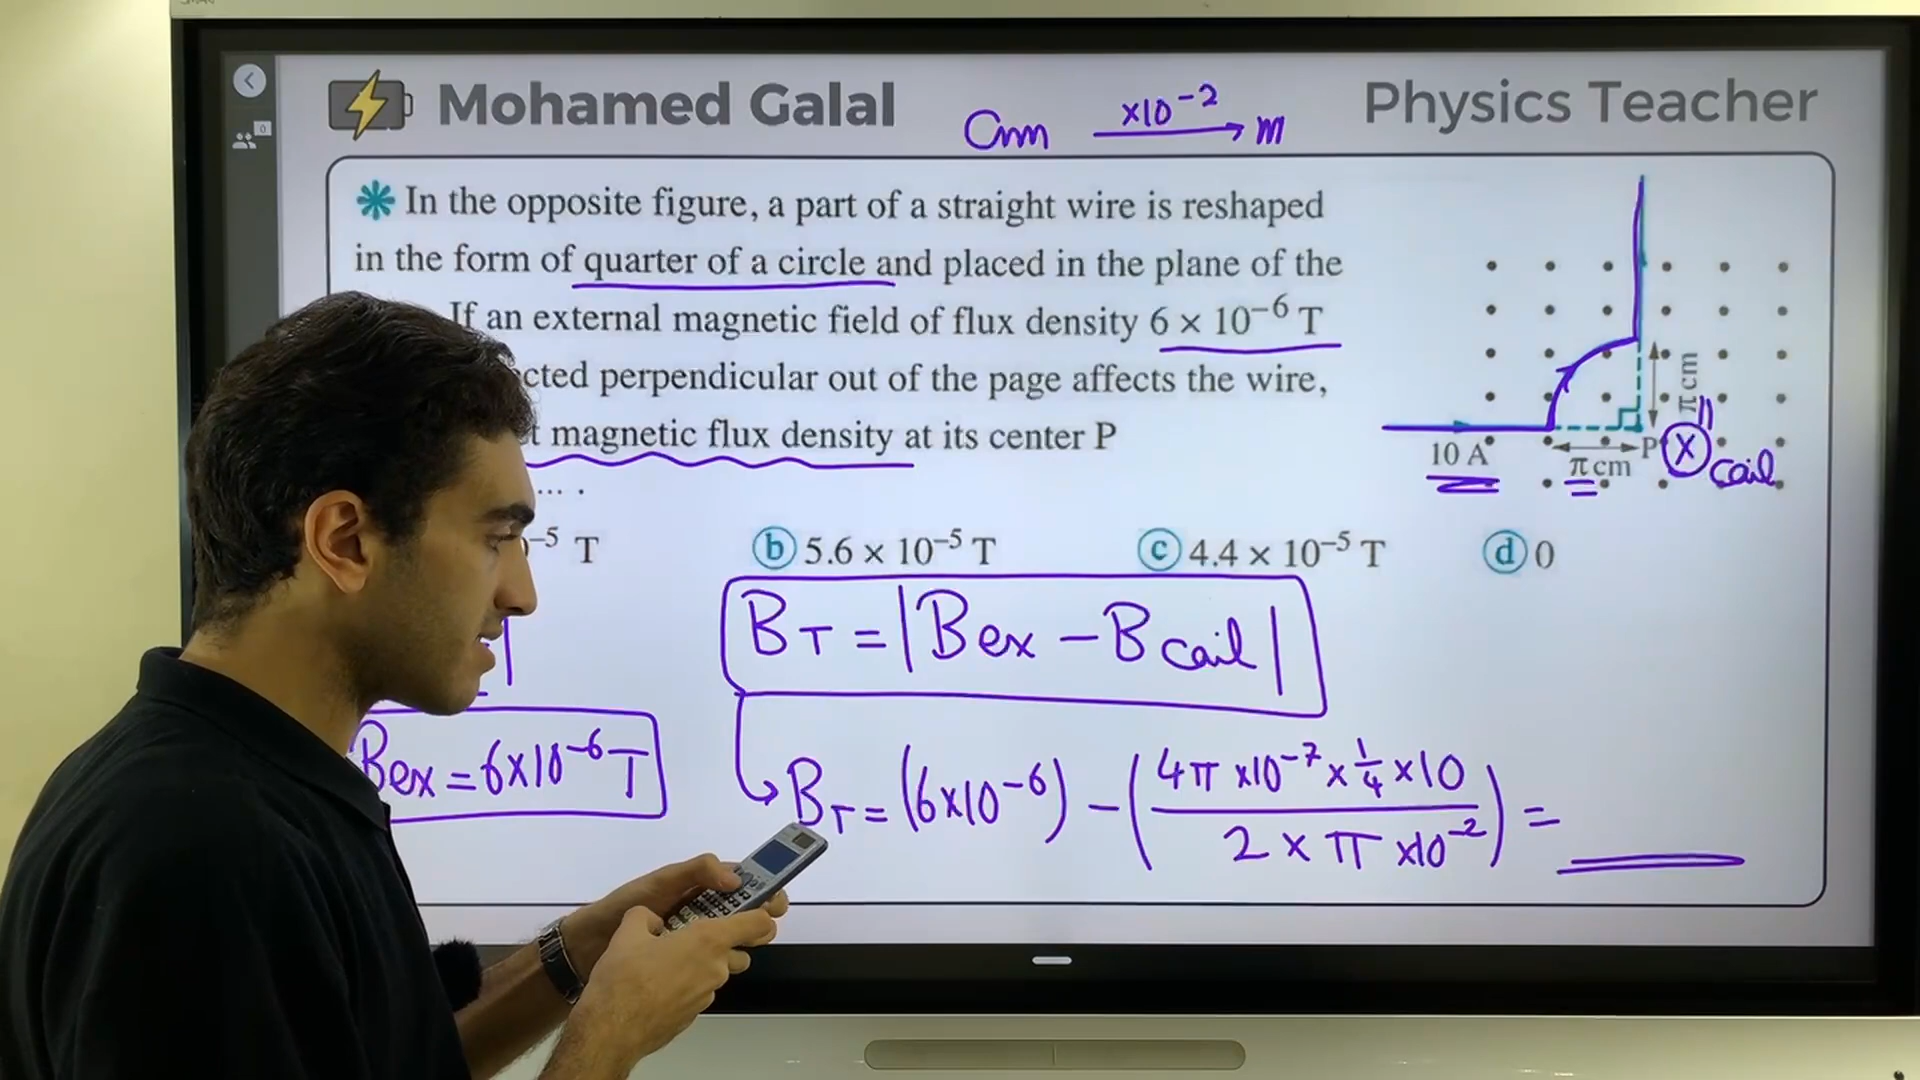 Mohamed Galal
Cm ×10⁻² → m
Physics Teacher
In the opposite figure, a part of a straight wire is reshaped
in the form of quarter of a circle and placed in the plane of the
If an external magnetic field of flux density 6 × 10⁻⁶ T
cted perpendicular out of the page affects the wire,
t magnetic flux density at its center P
... .
⁻⁵ T
ⓑ 5.6 × 10⁻⁵ T
ⓒ 4.4 × 10⁻⁵ T
ⓓ 0
π cm
10 A
π cm
P
X
coil
B_T = |Bex − Bcoil|
Bex = 6×10⁻⁶ T
B_T = (6×10⁻⁶) − (4π ×10⁻⁷ × 1/4 × 10 / 2 × π ×10⁻²) =